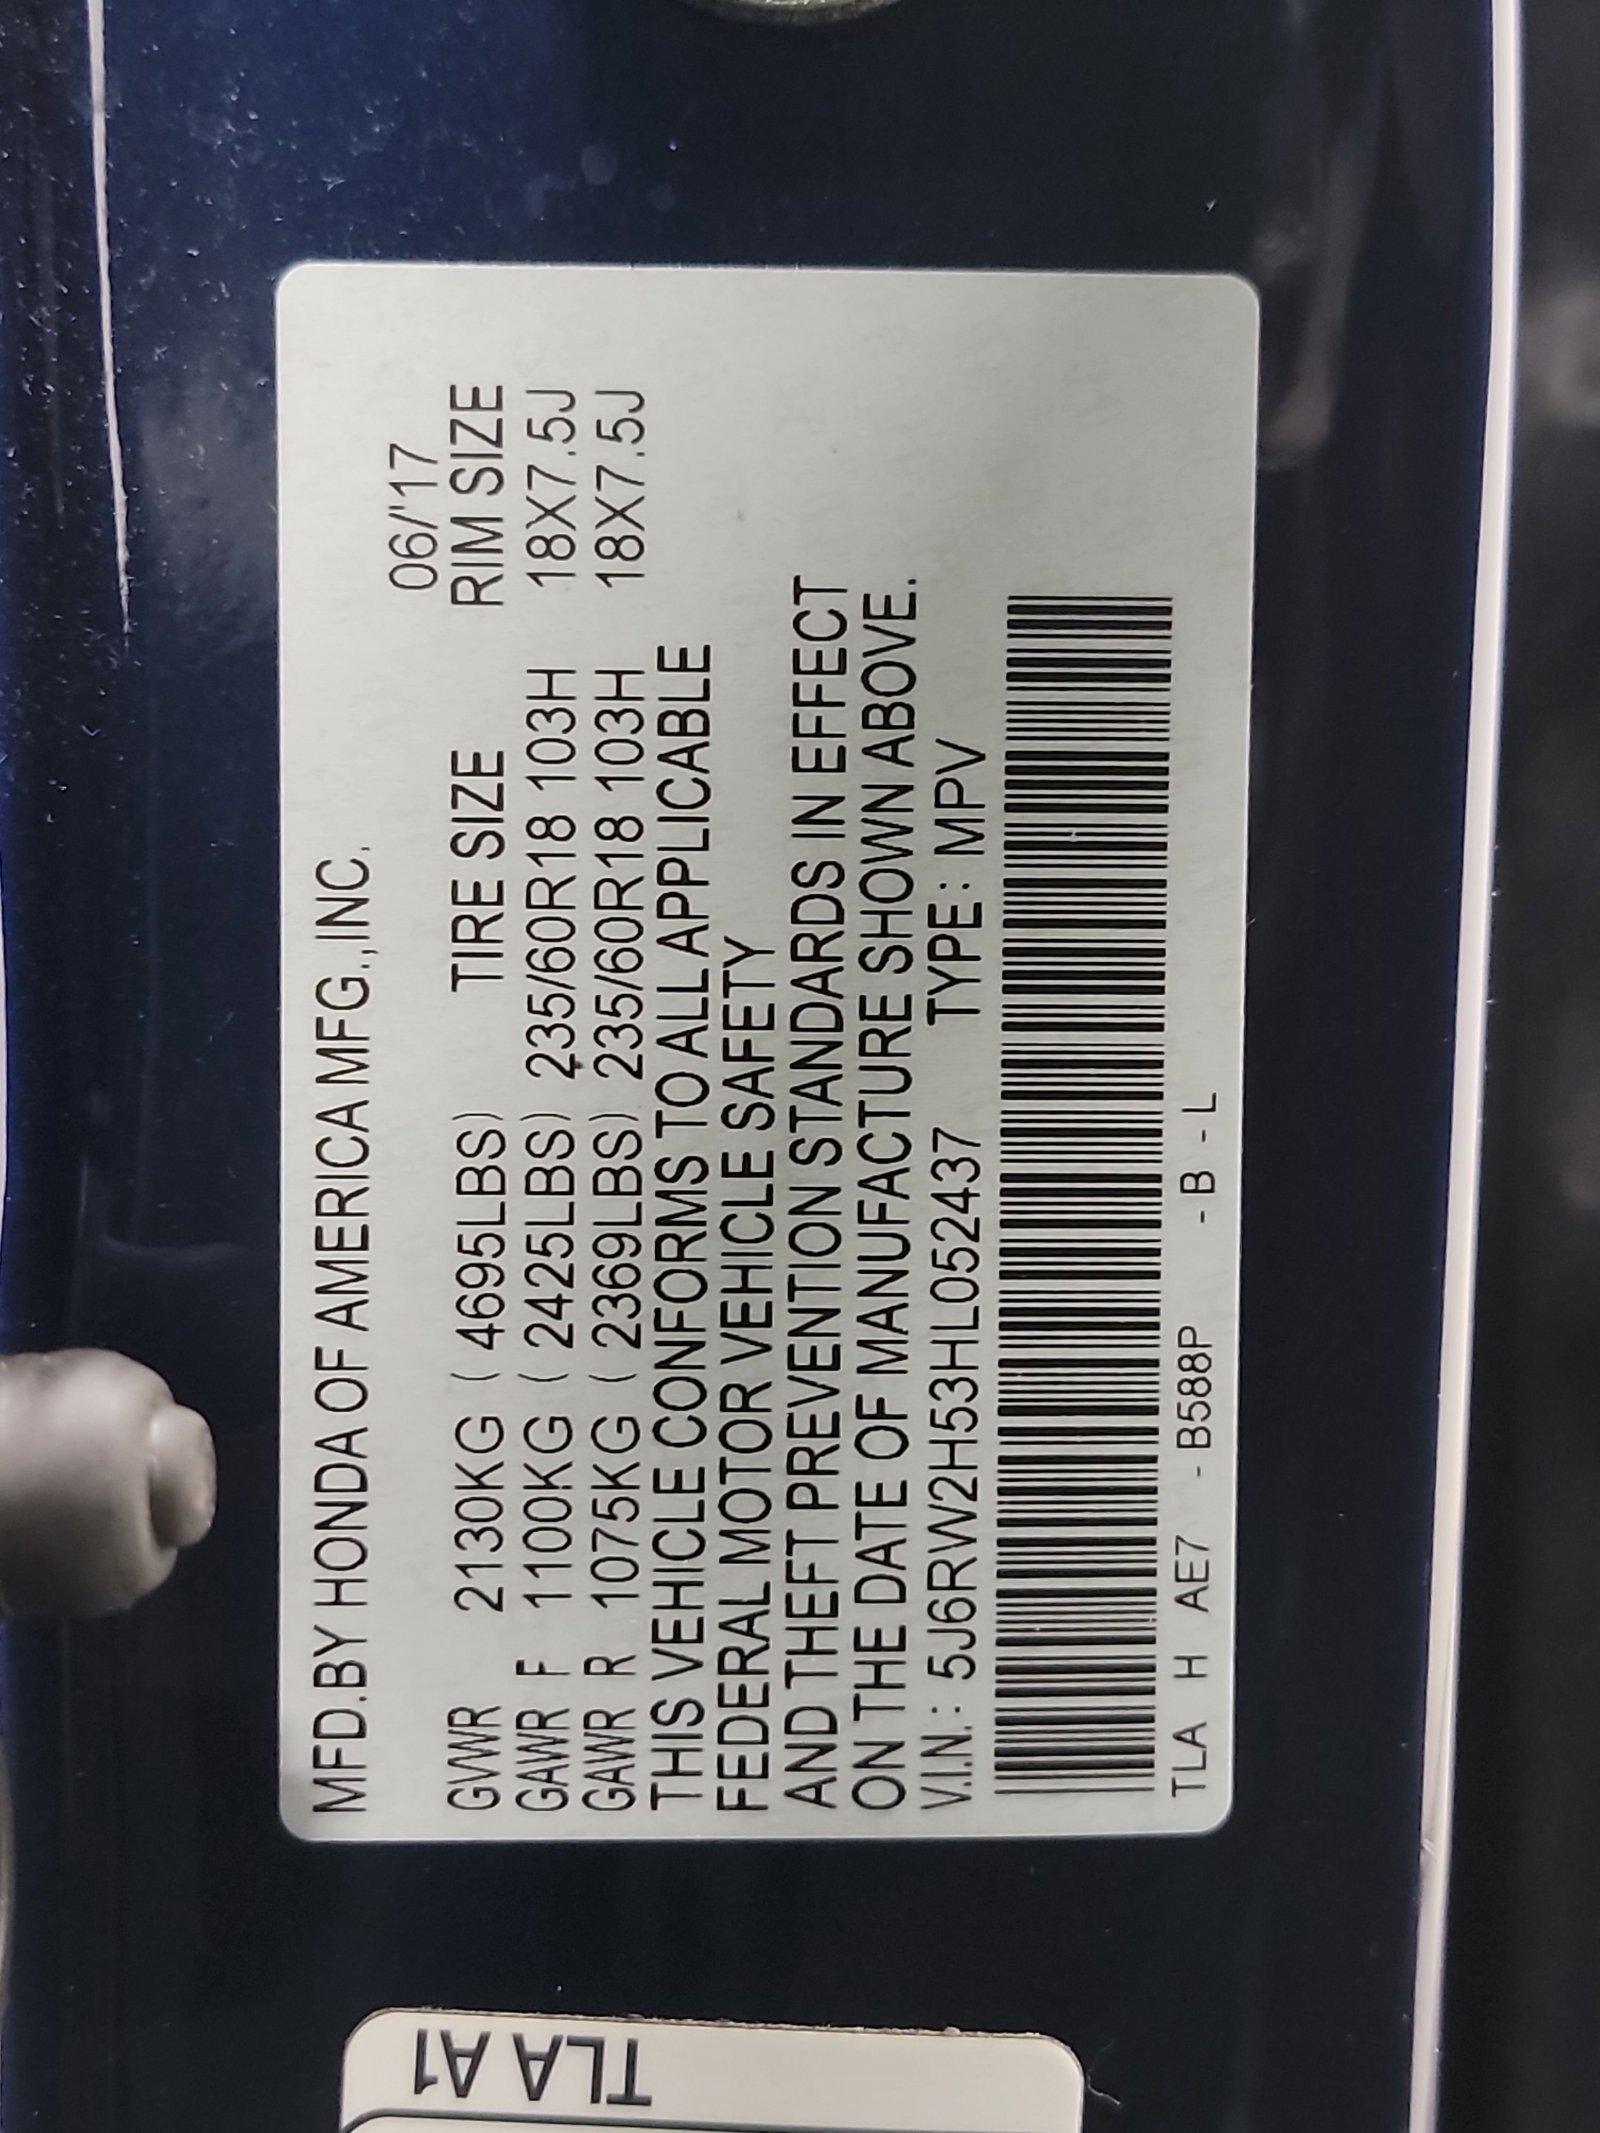 MFD.BY HONDA OF AMERICA MFG.,INC.
06/'17
GVWR 2130KG ( 4695LBS) TIRE SIZE RIM SIZE
GAWR F 1100KG ( 2425LBS) 235/60R18 103H 18X7.5J
GAWR R 1075KG ( 2369LBS) 235/60R18 103H 18X7.5J
THIS VEHICLE CONFORMS TO ALL APPLICABLE
FEDERAL MOTOR VEHICLE SAFETY
AND THEFT PREVENTION STANDARDS IN EFFECT
ON THE DATE OF MANUFACTURE SHOWN ABOVE.
V.I.N.: 5J6RW2H53HL052437 TYPE: MPV
TLA H AE7 - B588P - B - L
TLA A1